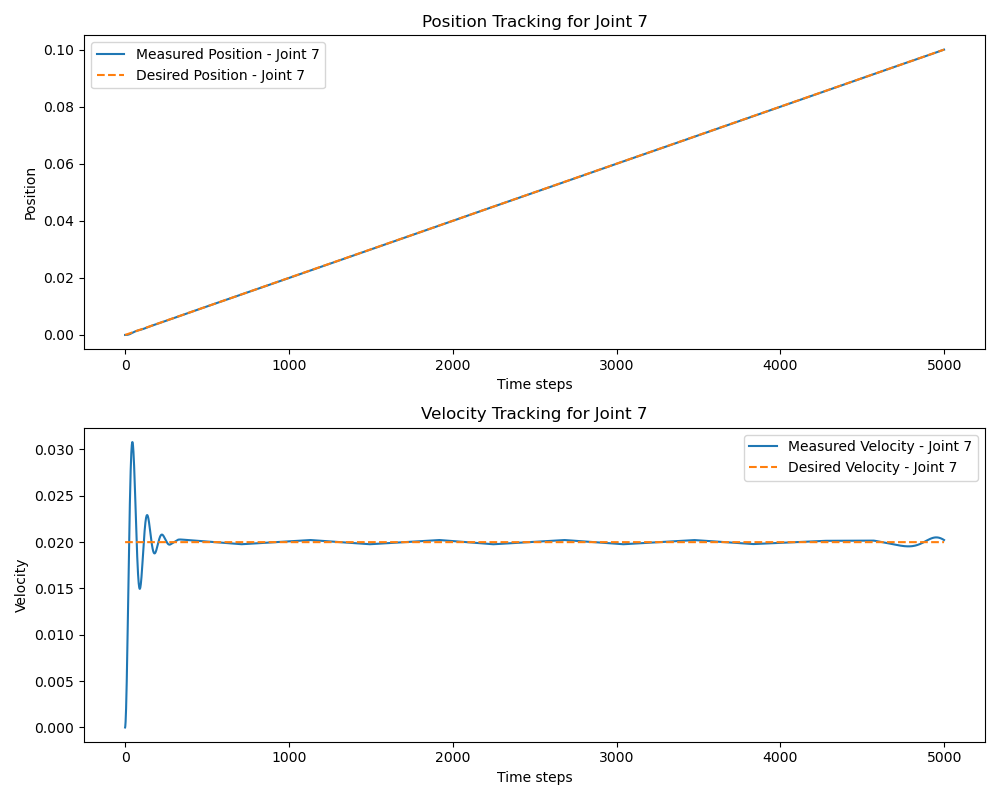 Position Tracking for Joint 7
Measured Position - Joint 7
Desired Position - Joint 7
0.10
0.08
0.06
0.04
0.02
0.00
Position
0 1000 2000 3000 4000 5000
Time steps
Velocity Tracking for Joint 7
Measured Velocity - Joint 7
Desired Velocity - Joint 7
0.030
0.025
0.020
0.015
0.010
0.005
0.000
Velocity
0 1000 2000 3000 4000 5000
Time steps